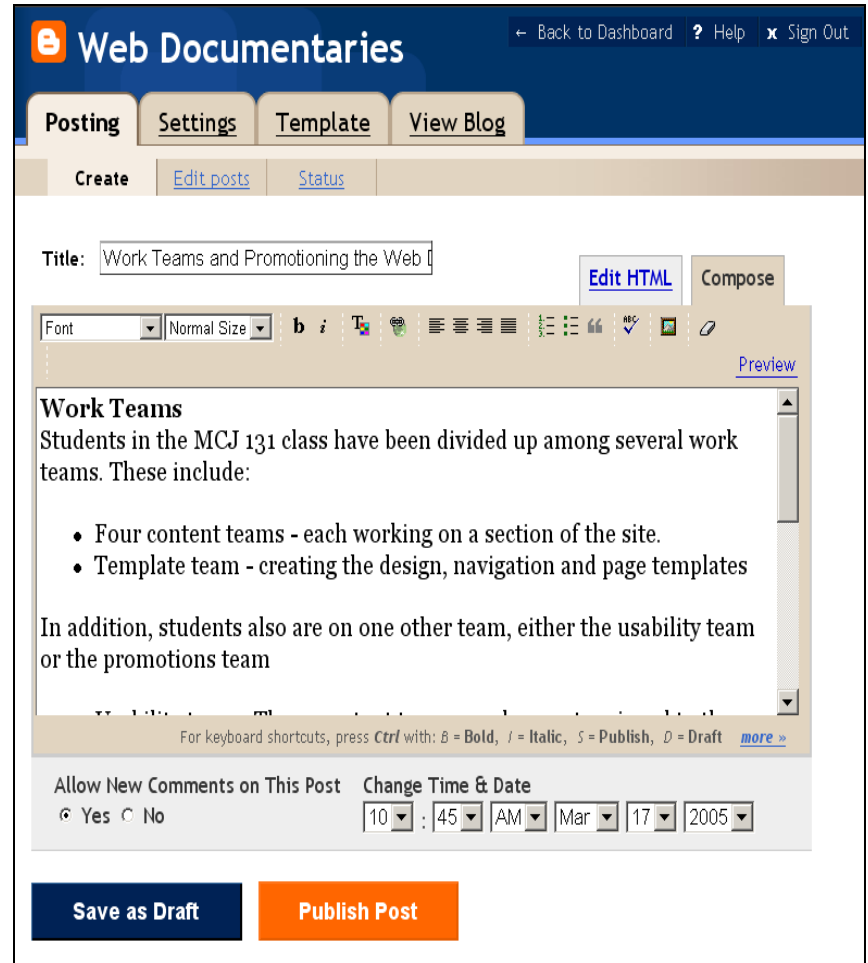 Web Documentaries
← Back to Dashboard ? Help x Sign Out
Posting Settings Template View Blog
Create Edit posts Status
Title: Work Teams and Promotioning the Web
Edit HTML Compose
Font Normal Size b i T ABC
Preview
Work Teams
Students in the MCJ 131 class have been divided up among several work
teams. These include:
• Four content teams - each working on a section of the site.
• Template team - creating the design, navigation and page templates
In addition, students also are on one other team, either the usability team
or the promotions team
For keyboard shortcuts, press Ctrl with: B = Bold, I = Italic, S = Publish, D = Draft more »
Allow New Comments on This Post Change Time & Date
Yes No 10 : 45 AM Mar 17 2005
Save as Draft Publish Post